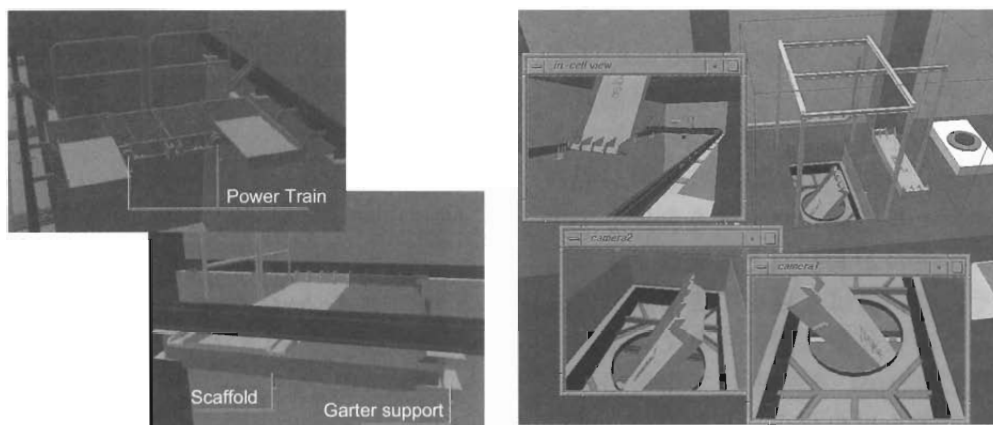 Power Train
Scaffold
Garter support
in-cell view
camera2
camera1